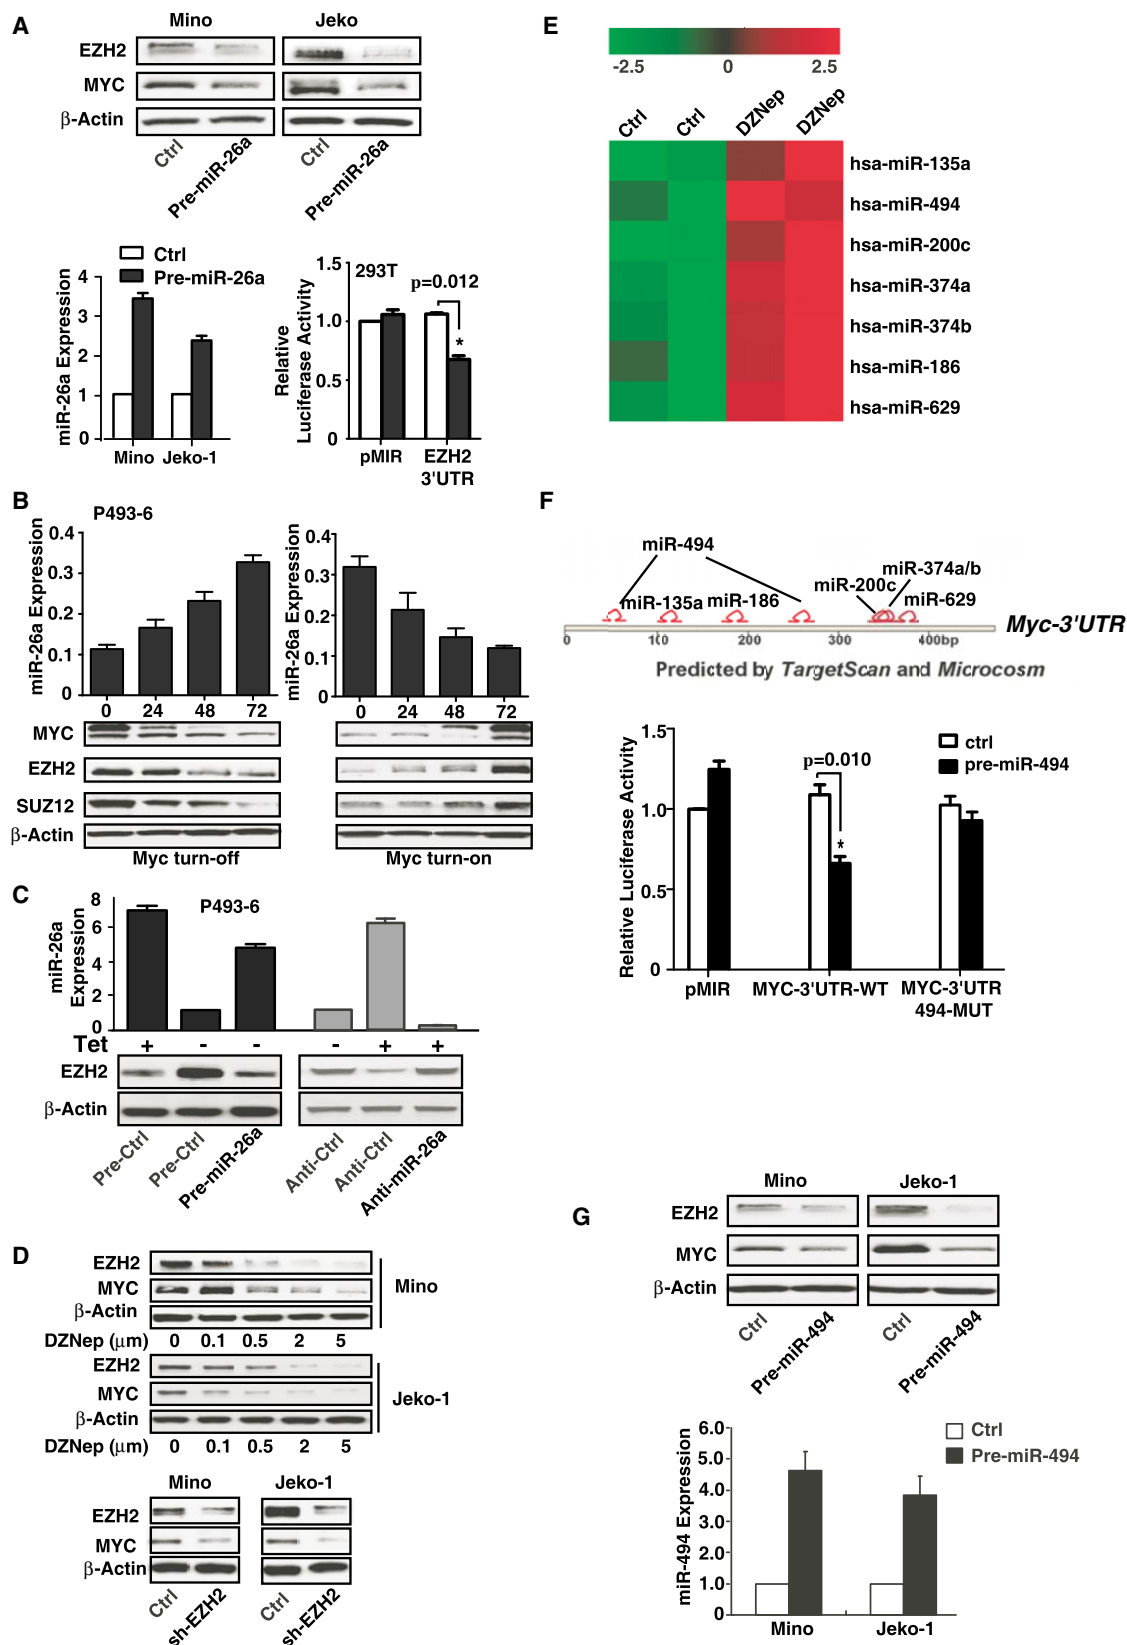 A
Mino Jeko
EZH2
MYC
β-Actin
Ctrl Pre-miR-26a Ctrl Pre-miR-26a
Ctrl
Pre-miR-26a
miR-26a Expression
4
3
2
1
0
Mino Jeko-1
Relative
Luciferase Activity
1.5
1.0
0.5
0
293T
p=0.012
*
pMIR EZH2
3'UTR
B
P493-6
miR-26a Expression
0.4
0.3
0.2
0.1
0
0 24 48 72
miR-26a Expression
0.4
0.3
0.2
0.1
0
0 24 48 72
MYC
EZH2
SUZ12
β-Actin
Myc turn-off Myc turn-on
C
P493-6
miR-26a
Expression
8
6
4
2
0
Tet + - - - + +
EZH2
β-Actin
Pre-Ctrl Pre-Ctrl Pre-miR-26a Anti-Ctrl Anti-Ctrl Anti-miR-26a
D
EZH2
MYC
β-Actin
Mino
DZNep (μm) 0 0.1 0.5 2 5
EZH2
MYC
β-Actin
Jeko-1
DZNep (μm) 0 0.1 0.5 2 5
Mino Jeko-1
EZH2
MYC
β-Actin
Ctrl sh-EZH2 Ctrl sh-EZH2
E
-2.5 0 2.5
Ctrl Ctrl DZNep DZNep
hsa-miR-135a
hsa-miR-494
hsa-miR-200c
hsa-miR-374a
hsa-miR-374b
hsa-miR-186
hsa-miR-629
F
miR-494
miR-374a/b
miR-200c
miR-135a miR-186 miR-629
Myc-3'UTR
0 100 200 300 400bp
Predicted by TargetScan and Microcosm
Relative Luciferase Activity
1.5
1.0
0.5
0
ctrl
pre-miR-494
p=0.010
*
pMIR MYC-3'UTR-WT MYC-3'UTR
494-MUT
G
Mino Jeko-1
EZH2
MYC
β-Actin
Ctrl Pre-miR-494 Ctrl Pre-miR-494
miR-494 Expression
6.0
5.0
4.0
3.0
2.0
1.0
0
Ctrl
Pre-miR-494
Mino Jeko-1